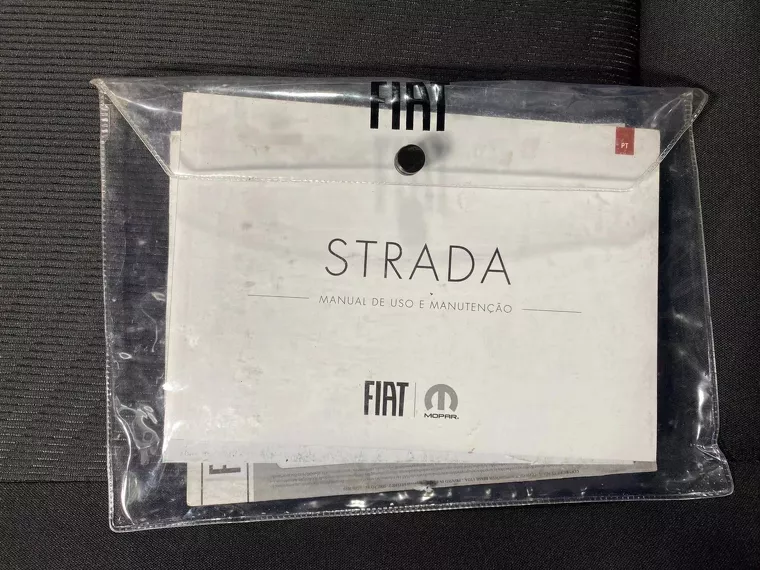 FIAT
PT
STRADA
MANUAL DE USO E MANUTENÇÃO
FIAT
MOPAR.